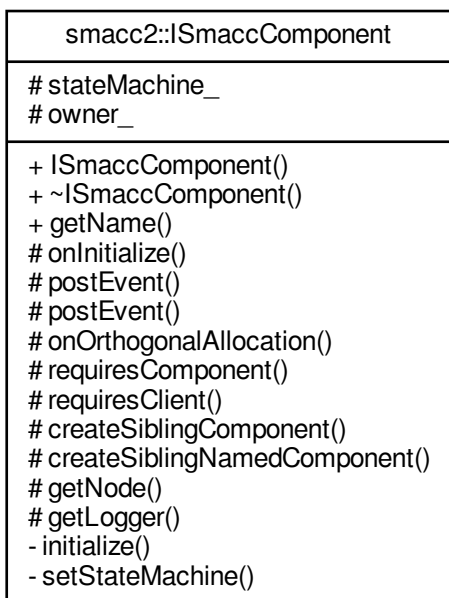 smacc2::ISmaccComponent
# stateMachine_
# owner_
+ ISmaccComponent()
+ ~ISmaccComponent()
+ getName()
# onInitialize()
# postEvent()
# postEvent()
# onOrthogonalAllocation()
# requiresComponent()
# requiresClient()
# createSiblingComponent()
# createSiblingNamedComponent()
# getNode()
# getLogger()
- initialize()
- setStateMachine()